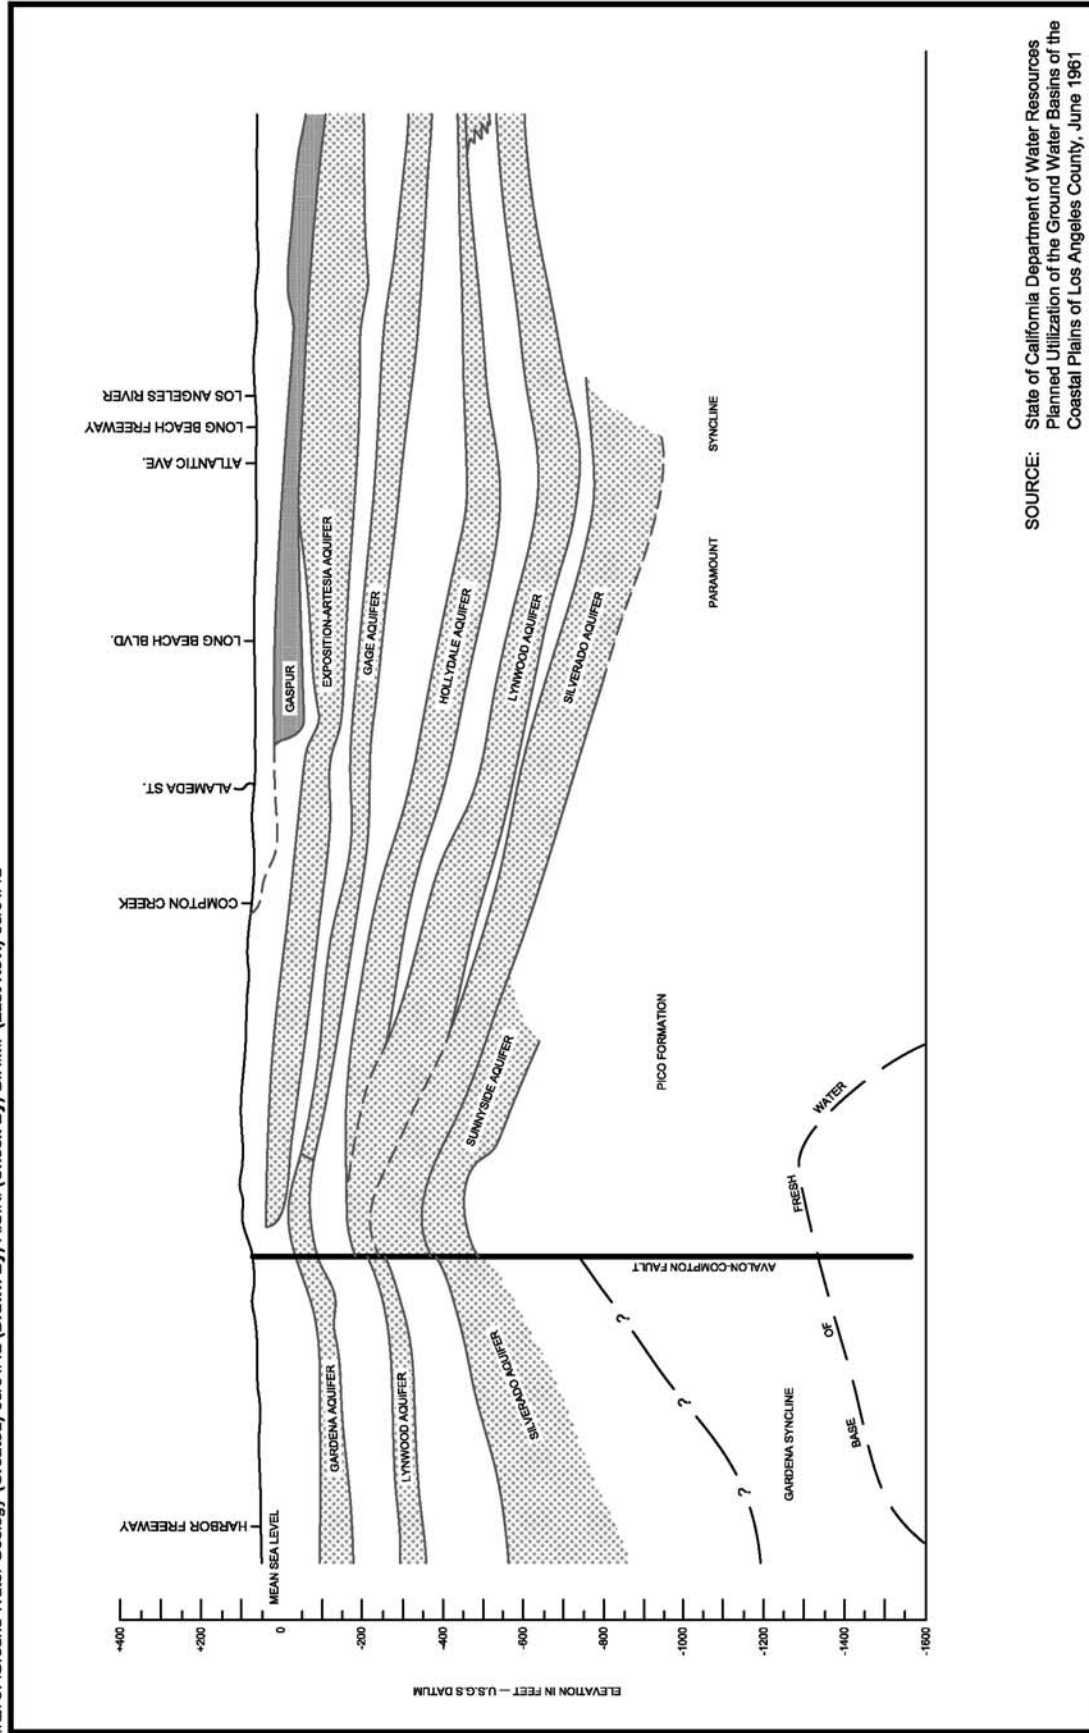 HARBOR FREEWAY
COMPTON CREEK
ALAMEDA ST.
LONG BEACH BLVD.
ATLANTIC AVE.
LONG BEACH FREEWAY
LOS ANGELES RIVER
+400
+200
0
-200
-400
-600
-800
-1000
-1200
-1400
-1600
ELEVATION IN FEET — U.S.G.S DATUM
MEAN SEA LEVEL
GARDENA AQUIFER
LYNWOOD AQUIFER
SILVERADO AQUIFER
?
?
?
GARDENA SYNCLINE
BASE
OF
FRESH
WATER
AVALON-COMPTON FAULT
SUNNYSIDE AQUIFER
PICO FORMATION
GASPUR
EXPOSITION-ARTESIA AQUIFER
GAGE AQUIFER
HOLLYDALE AQUIFER
LYNWOOD AQUIFER
SILVERADO AQUIFER
PARAMOUNT
SYNCLINE
SOURCE: State of California Department of Water Resources
Planned Utilization of the Ground Water Basins of the
Coastal Plains of Los Angeles County, June 1961